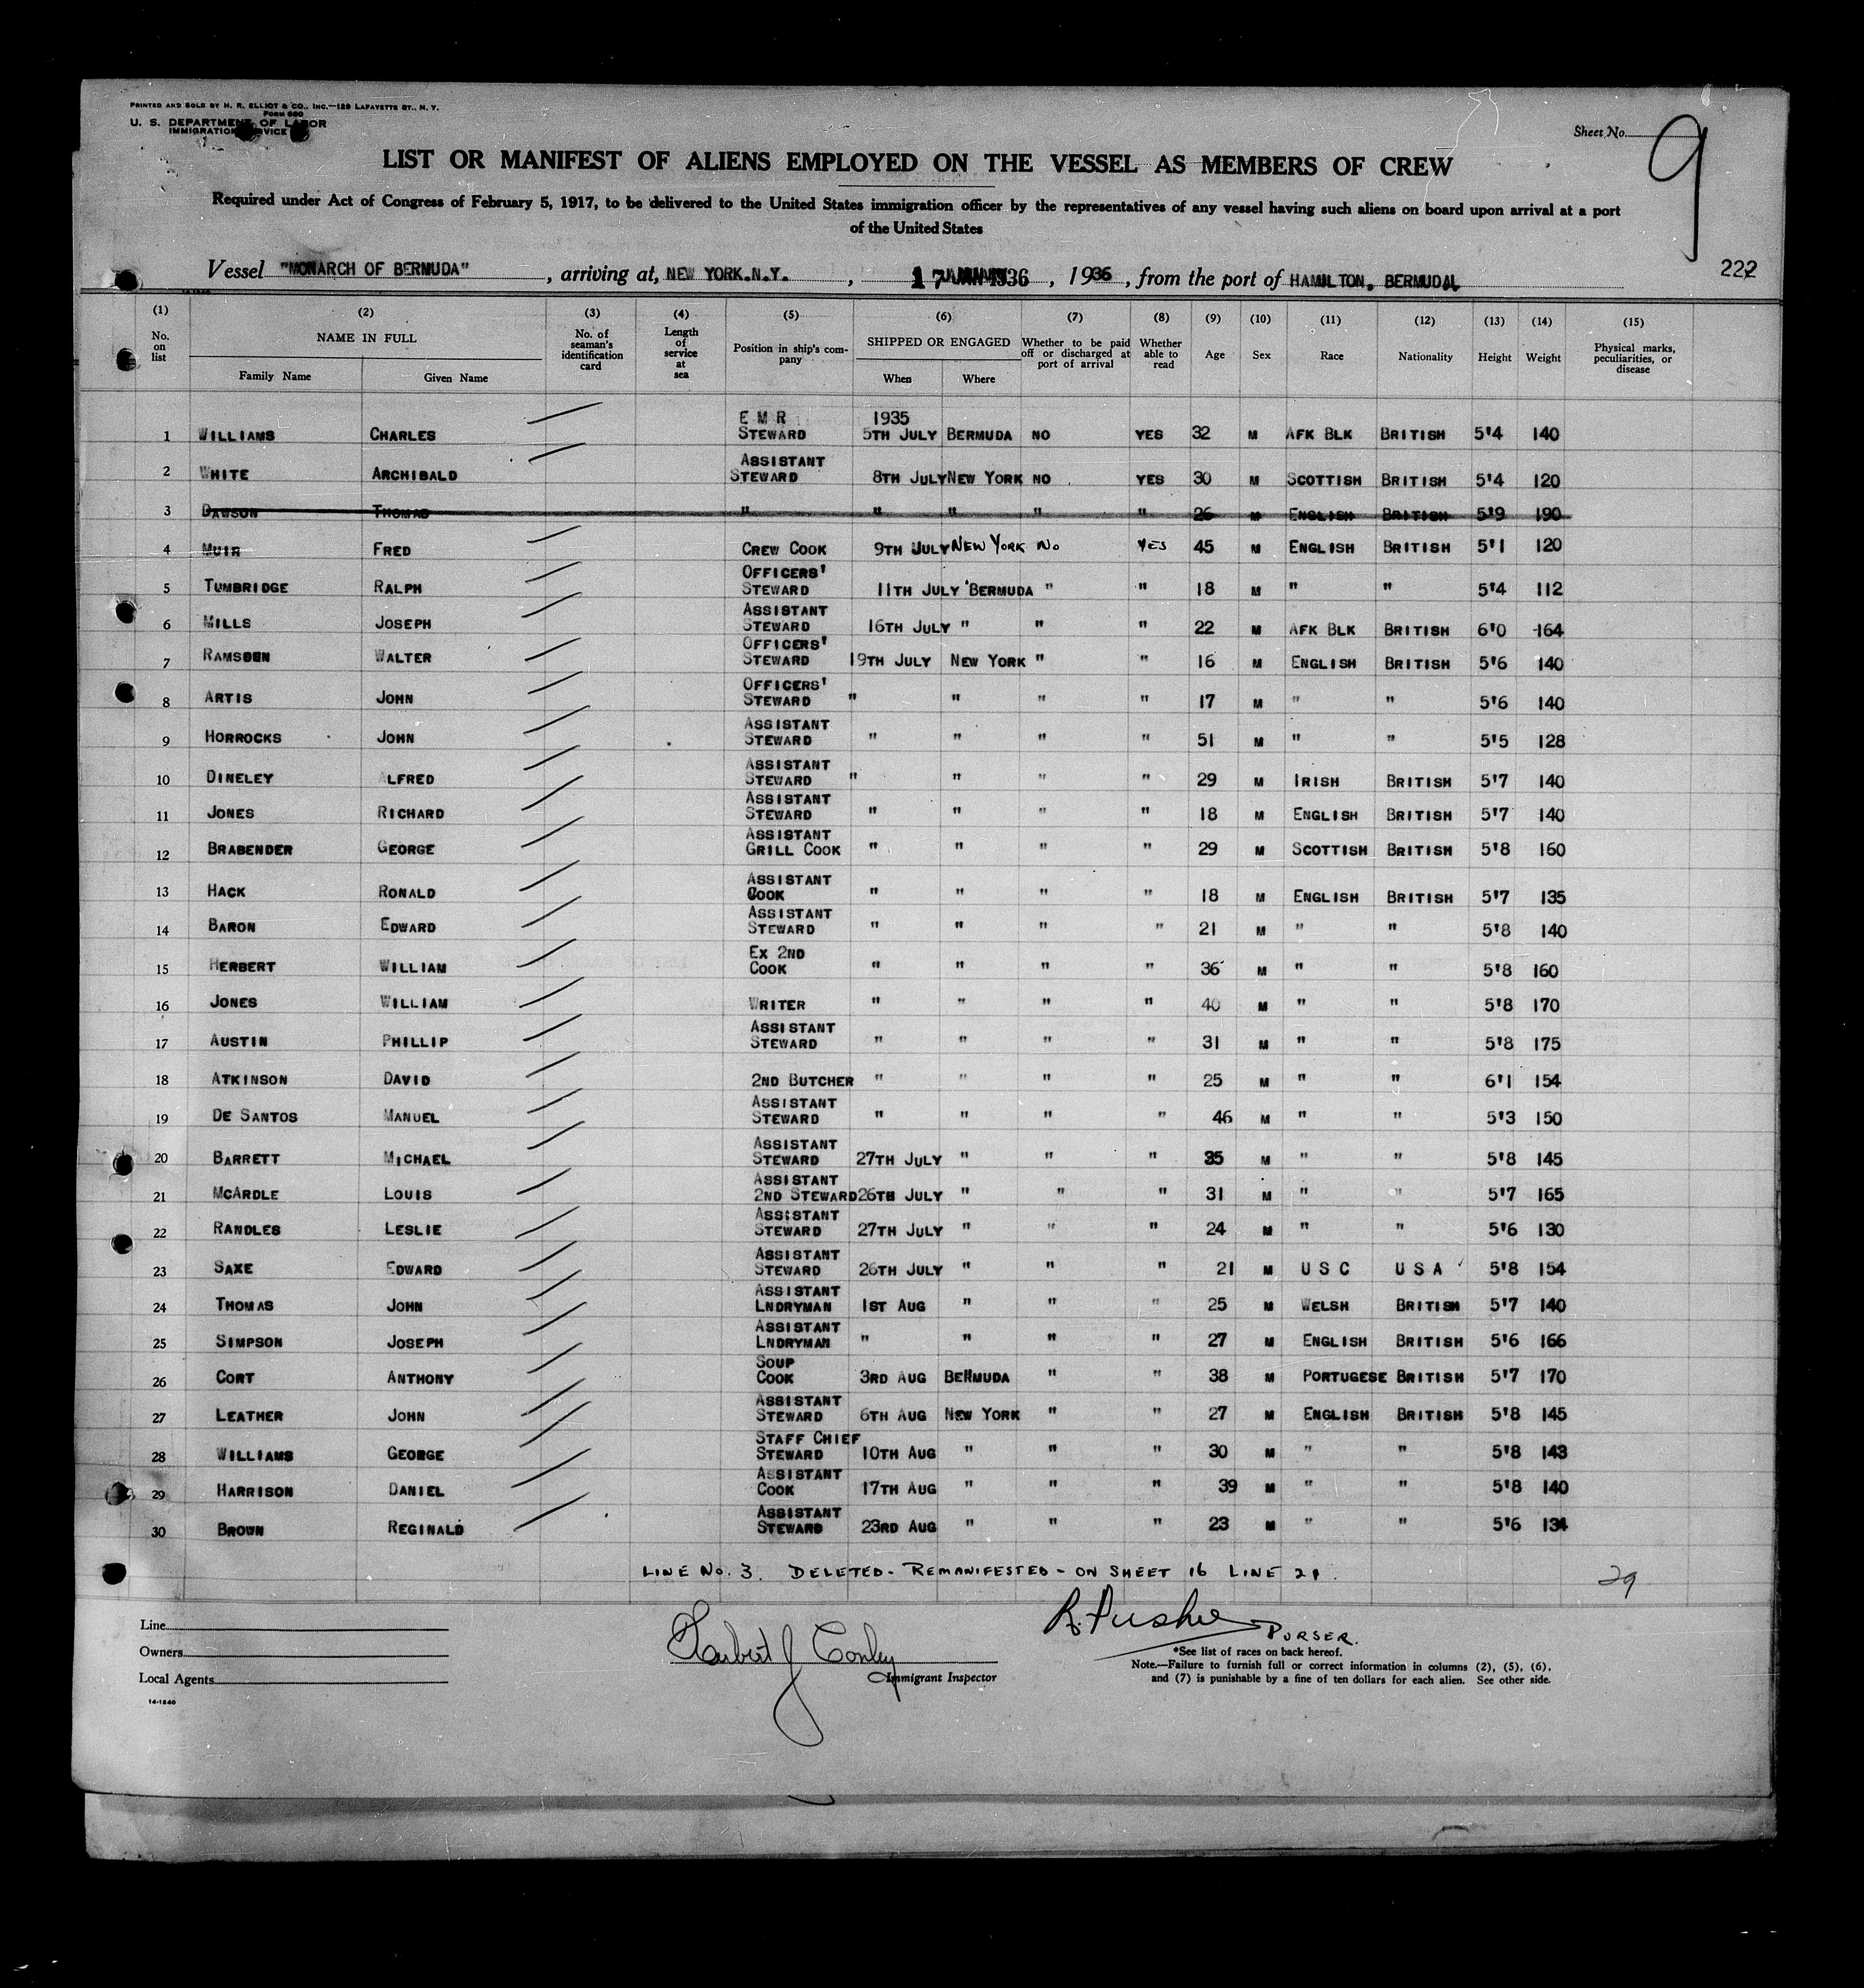 PRINTED AND SOLD BY H. R. ELLIOT & CO., INC.—129 LAFAYETTE ST., N. Y.
FORM 680
U. S. DEPARTMENT OF LABOR
IMMIGRATION SERVICE
Sheet No. 9
LIST OR MANIFEST OF ALIENS EMPLOYED ON THE VESSEL AS MEMBERS OF CREW
Required under Act of Congress of February 5, 1917, to be delivered to the United States immigration officer by the representatives of any vessel having such aliens on board upon arrival at a port
of the United States
Vessel "MONARCH OF BERMUDA", arriving at, NEW YORK.N.Y., 17 JAN 1936, 1936, from the port of HAMILTON, BERMUDA
222
(1) (2) (3) (4) (5) (6) (7) (8) (9) (10) (11) (12) (13) (14) (15)
No. on list NAME IN FULL Family Name Given Name No. of seaman's identification card Length of service at sea Position in ship's company SHIPPED OR ENGAGED When Where Whether to be paid off or discharged at port of arrival Whether able to read Age Sex Race Nationality Height Weight Physical marks, peculiarities, or disease
1 WILLIAMS CHARLES E M R STEWARD 1935 5TH JULY BERMUDA NO YES 32 M AFK BLK BRITISH 5'4 140
2 WHITE ARCHIBALD ASSISTANT STEWARD 8TH JULY NEW YORK NO YES 30 M SCOTTISH BRITISH 5'4 120
3 DAWSON THOMAS " " " " " 26 M ENGLISH BRITISH 5'9 190
4 MUIR FRED CREW COOK 9TH JULY NEW YORK NO YES 45 M ENGLISH BRITISH 5'1 120
5 TUMBRIDGE RALPH OFFICERS' STEWARD 11TH JULY BERMUDA " " 18 M " " 5'4 112
6 MILLS JOSEPH ASSISTANT STEWARD 16TH JULY " " " 22 M AFK BLK BRITISH 6'0 164
7 RAMSDEN WALTER OFFICERS' STEWARD 19TH JULY NEW YORK " " 16 M ENGLISH BRITISH 5'6 140
8 ARTIS JOHN OFFICERS' STEWARD " " " " 17 M " " 5'6 140
9 HORROCKS JOHN ASSISTANT STEWARD " " " " 51 M " " 5'5 128
10 DINELEY ALFRED ASSISTANT STEWARD " " " " 29 M IRISH BRITISH 5'7 140
11 JONES RICHARD ASSISTANT STEWARD " " " " 18 M ENGLISH BRITISH 5'7 140
12 BRABENDER GEORGE ASSISTANT GRILL COOK " " " " 29 M SCOTTISH BRITISH 5'8 160
13 HACK RONALD ASSISTANT COOK " " " " 18 M ENGLISH BRITISH 5'7 135
14 BARON EDWARD ASSISTANT STEWARD " " " " 21 M " " 5'8 140
15 HERBERT WILLIAM EX 2ND COOK " " " " 36 M " " 5'8 160
16 JONES WILLIAM WRITER " " " " 40 M " " 5'8 170
17 AUSTIN PHILLIP ASSISTANT STEWARD " " " " 31 M " " 5'8 175
18 ATKINSON DAVID 2ND BUTCHER " " " " 25 M " " 6'1 154
19 DE SANTOS MANUEL ASSISTANT STEWARD " " " " 46 M " " 5'3 150
20 BARRETT MICHAEL ASSISTANT STEWARD 27TH JULY " " " 35 M " " 5'8 145
21 MCARDLE LOUIS ASSISTANT 2ND STEWARD 26TH JULY " " " 31 M " " 5'7 165
22 RANDLES LESLIE ASSISTANT STEWARD 27TH JULY " " " 24 M " " 5'6 130
23 SAXE EDWARD ASSISTANT STEWARD 26TH JULY " " " 21 M U S C U S A 5'8 154
24 THOMAS JOHN ASSISTANT LNDRYMAN 1ST AUG " " " 25 M WELSH BRITISH 5'7 140
25 SIMPSON JOSEPH ASSISTANT LNDRYMAN " " " " 27 M ENGLISH BRITISH 5'6 166
26 CORT ANTHONY SOUP COOK 3RD AUG BERMUDA " " 38 M PORTUGESE BRITISH 5'7 170
27 LEATHER JOHN ASSISTANT STEWARD 6TH AUG NEW YORK " " 27 M ENGLISH BRITISH 5'8 145
28 WILLIAMS GEORGE STAFF CHIEF STEWARD 10TH AUG " " " 30 M " " 5'8 143
29 HARRISON DANIEL ASSISTANT COOK 17TH AUG " " " 39 M " " 5'8 140
30 BROWN REGINALD ASSISTANT STEWARD 23RD AUG " " " 23 M " " 5'6 134
LINE NO. 3. DELETED - REMANIFESTED - ON SHEET 16 LINE 21.
29
Line
Owners
Local Agents
14-1240
Herbert J Conley
Immigrant Inspector
PURSER.
*See list of races on back hereof.
Note.—Failure to furnish full or correct information in columns (2), (5), (6),
and (7) is punishable by a fine of ten dollars for each alien. See other side.